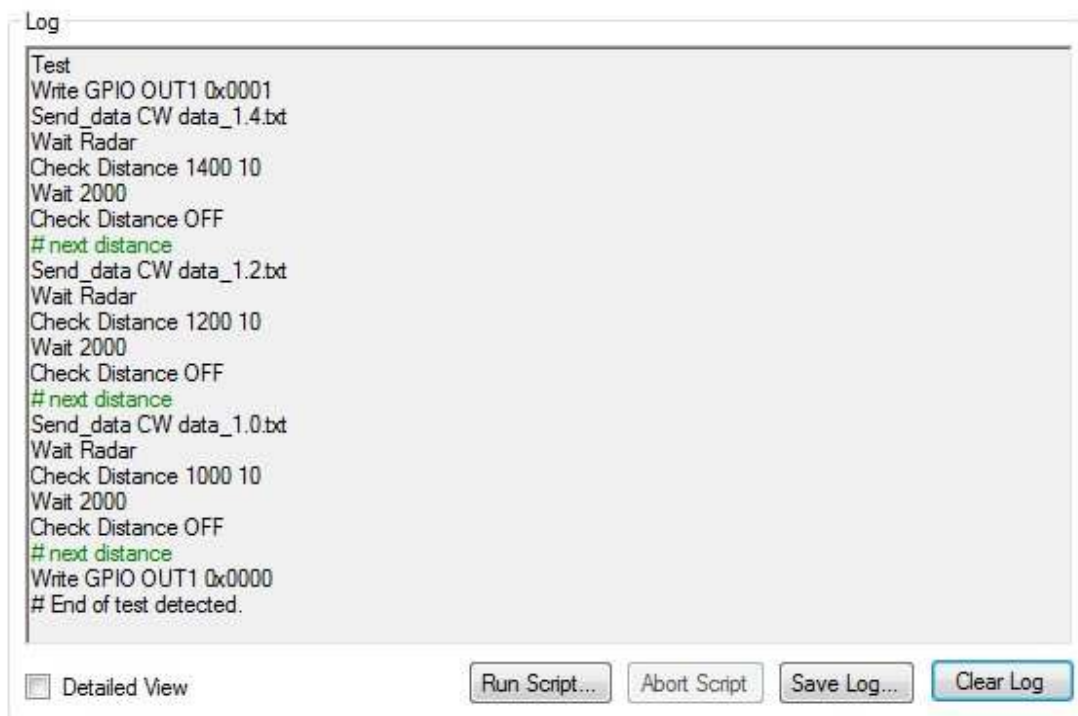 Log
Test
Write GPIO OUT1 0x0001
Send_data CW data_1.4.txt
Wait Radar
Check Distance 1400 10
Wait 2000
Check Distance OFF
# next distance
Send_data CW data_1.2.txt
Wait Radar
Check Distance 1200 10
Wait 2000
Check Distance OFF
# next distance
Send_data CW data_1.0.txt
Wait Radar
Check Distance 1000 10
Wait 2000
Check Distance OFF
# next distance
Write GPIO OUT1 0x0000
# End of test detected.
Detailed View Run Script... Abort Script Save Log... Clear Log